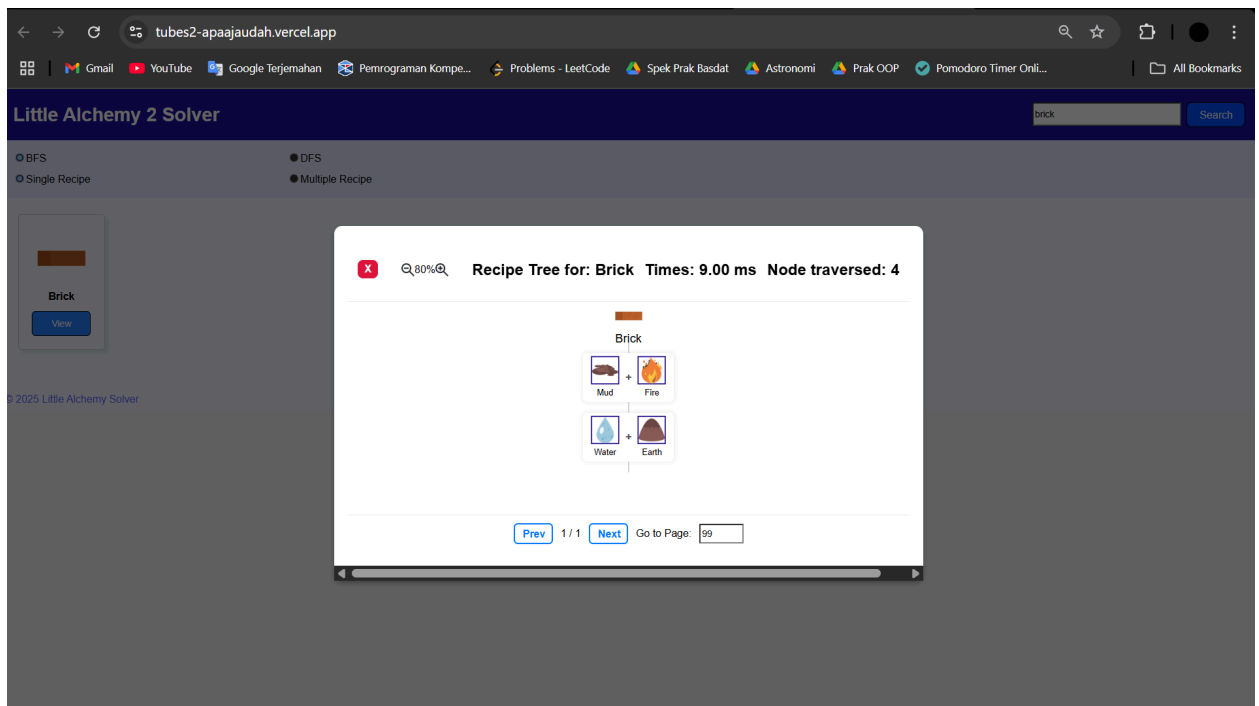 tubes2-apaajaudah.vercel.app
Gmail YouTube Google Terjemahan Pemrograman Kompe... Problems - LeetCode Spek Prak Basdat Astronomi Prak OOP Pomodoro Timer Onli... All Bookmarks
Little Alchemy 2 Solver brick Search
BFS DFS
Single Recipe Multiple Recipe
X 80% Recipe Tree for: Brick Times: 9.00 ms Node traversed: 4
Brick
View
Brick
Mud + Fire
Water + Earth
© 2025 Little Alchemy Solver
Prev 1 / 1 Next Go to Page: 99